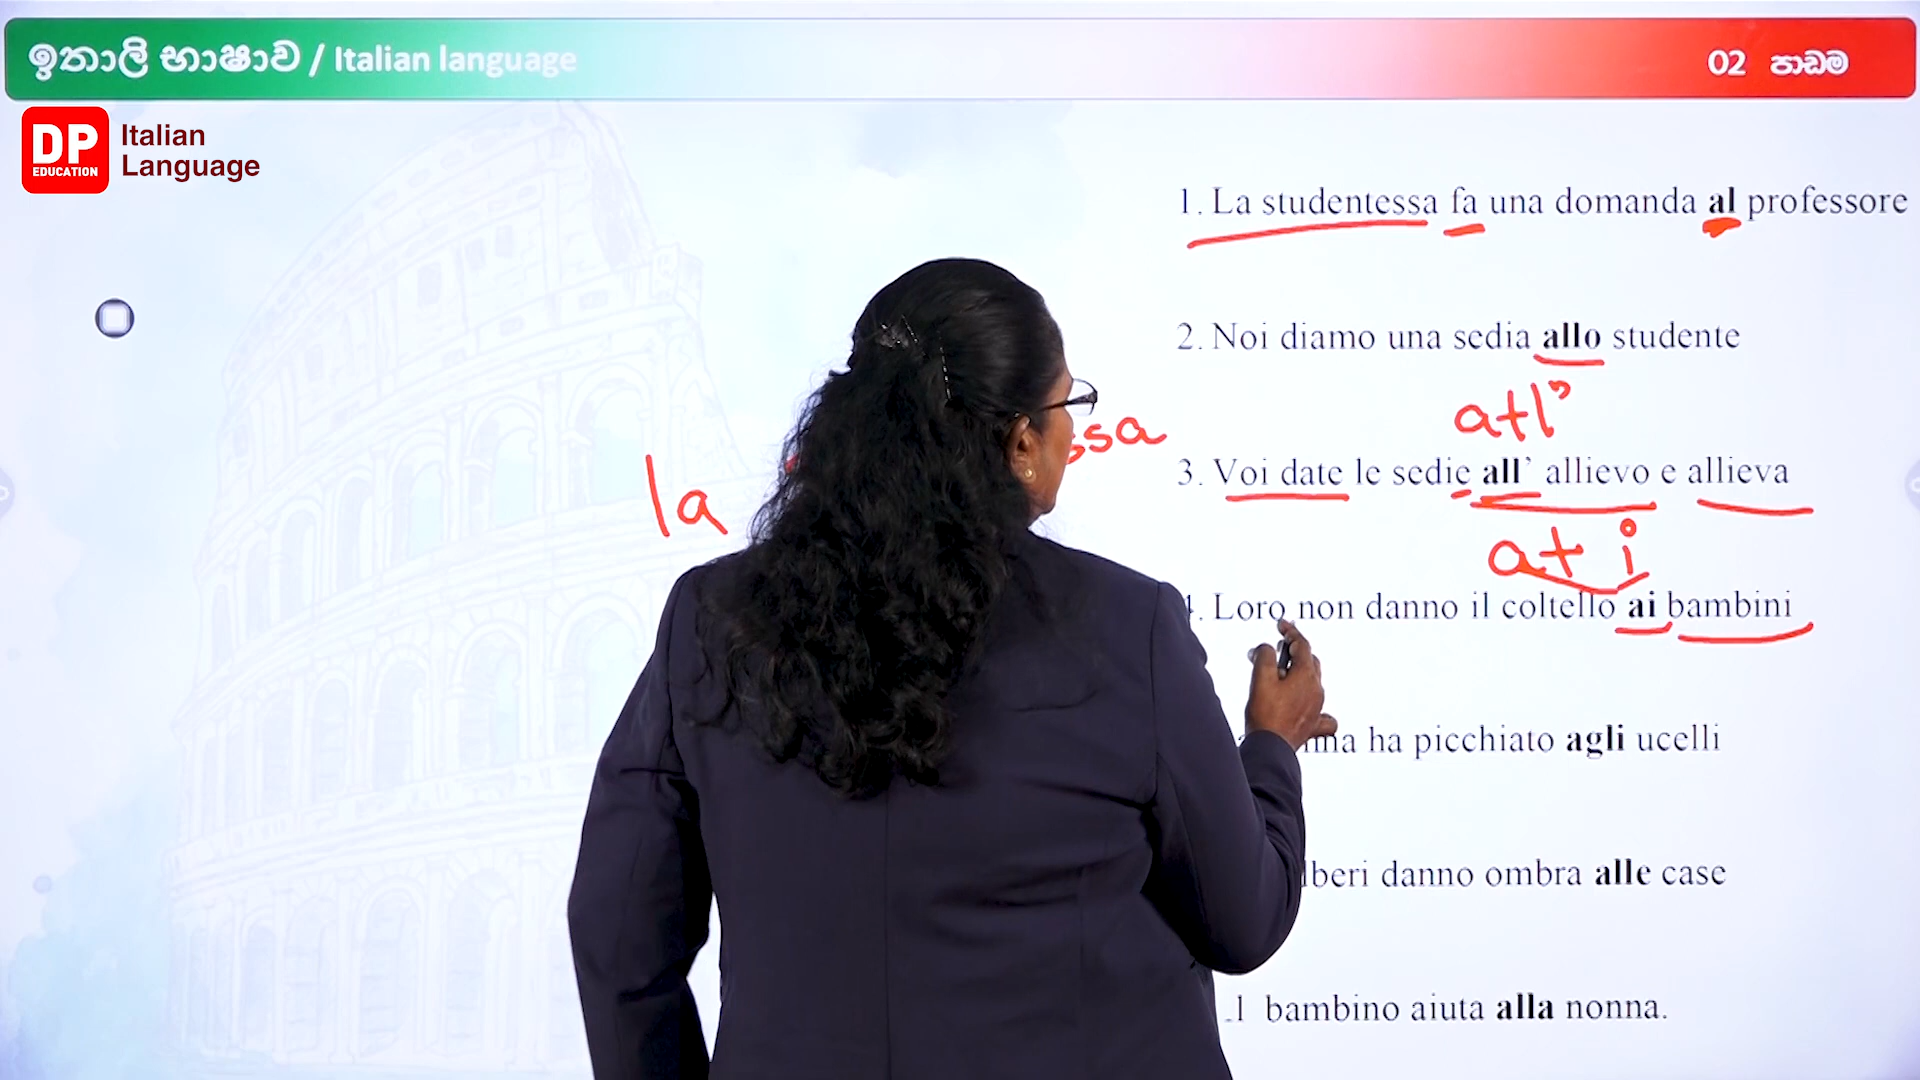 ඉතාලි භාෂාව / Italian language
02 පාඩම
DP
EDUCATION
Italian
Language
1. La studentessa fa una domanda al professore
2. Noi diamo una sedia allo studente
a+l’
ssa
la
3. Voi date le sedie all’ allievo e allieva
a+ i
4. Loro non danno il coltello ai bambini
ha picchiato agli ucelli
danno ombra alle case
bambino aiuta alla nonna.